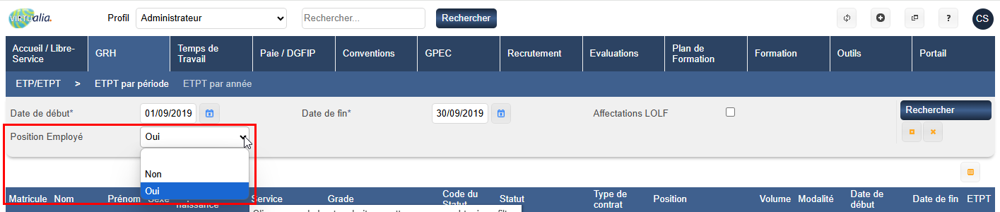 VIRTUalia.
Profil Administrateur Rechercher... Rechercher ? CS
Accueil / Libre-Service GRH Temps de Travail Paie / DGFIP Conventions GPEC Recrutement Evaluations Plan de Formation Formation Outils Portail
ETP/ETPT > ETPT par période ETPT par année
Date de début* 01/09/2019 Date de fin* 30/09/2019 Affectations LOLF Rechercher
Position Employé Oui
Non
Oui
Matricule Nom Prénom Sexe naissance Service Grade Code du Statut Statut Type de contrat Position Volume Modalité Date de début Date de fin ETPT